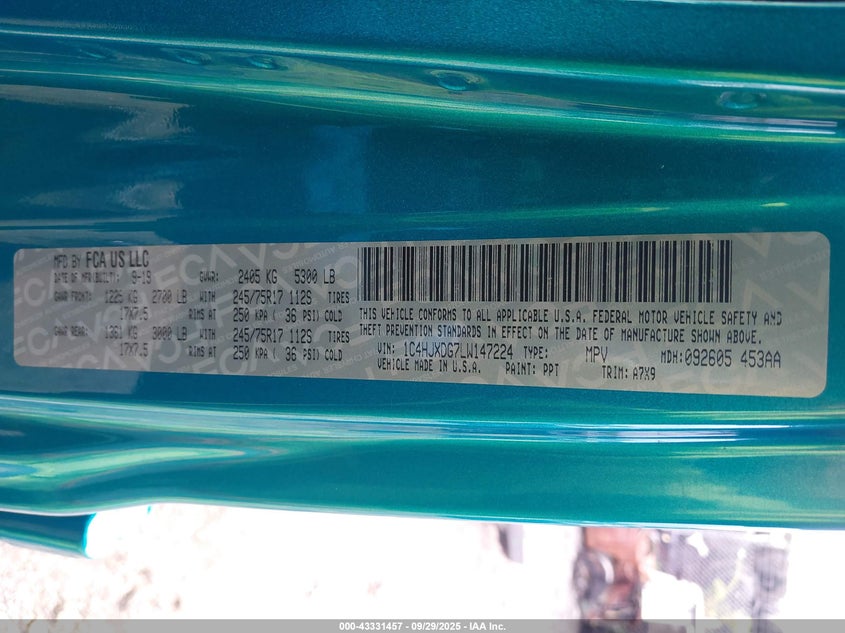 MFD BY FCA US LLC
DATE OF MFR(BUILT): 9-19 GVWR: 2405 KG 5300 LB
GAWR FRONT: 1225 KG 2700 LB WITH 245/75R17 112S TIRES
17X7.5 RIMS AT 250 KPA ( 36 PSI) COLD
GAWR REAR: 1361 KG 3000 LB WITH 245/75R17 112S TIRES
17X7.5 RIMS AT 250 KPA ( 36 PSI) COLD
THIS VEHICLE CONFORMS TO ALL APPLICABLE U.S.A. FEDERAL MOTOR VEHICLE SAFETY AND
THEFT PREVENTION STANDARDS IN EFFECT ON THE DATE OF MANUFACTURE SHOWN ABOVE.
VIN: 1C4HJXDG7LW147224 TYPE: MPV MDH:092605 453AA
VEHICLE MADE IN U.S.A. PAINT: PPT TRIM: A7X9
000-43331457 - 09/29/2025 - IAA Inc.